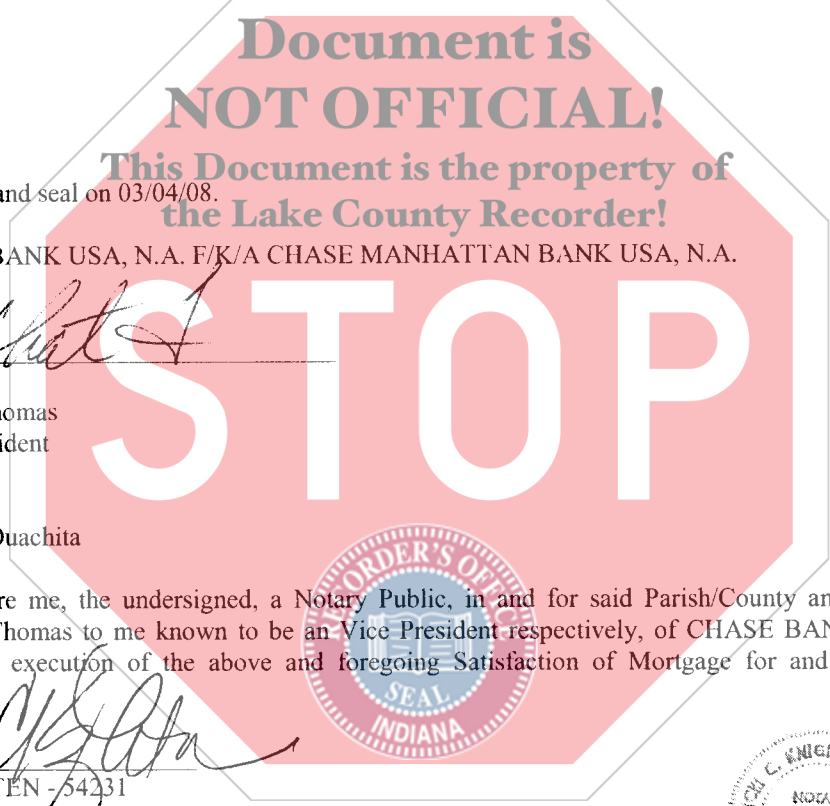 Document is
NOT OFFICIAL!
This Document is the property of
and seal on 03/04/08.
the Lake County Recorder!
BANK USA, N.A. F/K/A CHASE MANHATTAN BANK USA, N.A.
STOP
homas
ident
Ouachita
RECORDER'S OFFICE
re me, the undersigned, a Notary Public, in and for said Parish/County an
Thomas to me known to be an Vice President respectively, of CHASE BAN
execution of the above and foregoing Satisfaction of Mortgage for and
SEAL
INDIANA
TEN - 54231
C. KNIG
NOTA